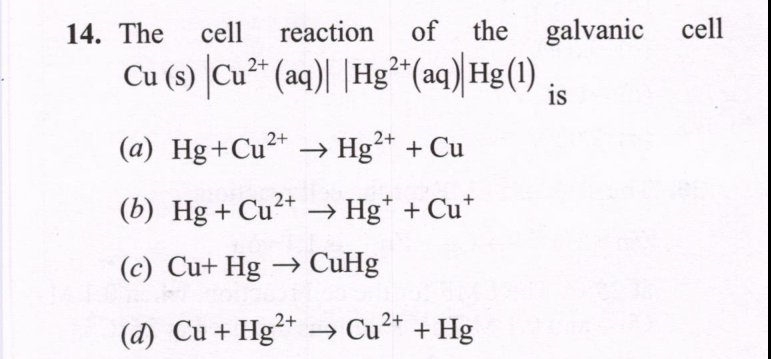 14. The cell reaction of the galvanic cell
Cu (s) |Cu²⁺ (aq)| |Hg²⁺(aq)|Hg(l) is
(a) Hg+Cu²⁺ → Hg²⁺ + Cu
(b) Hg + Cu²⁺ → Hg⁺ + Cu⁺
(c) Cu+ Hg → CuHg
(d) Cu + Hg²⁺→ Cu²⁺ + Hg